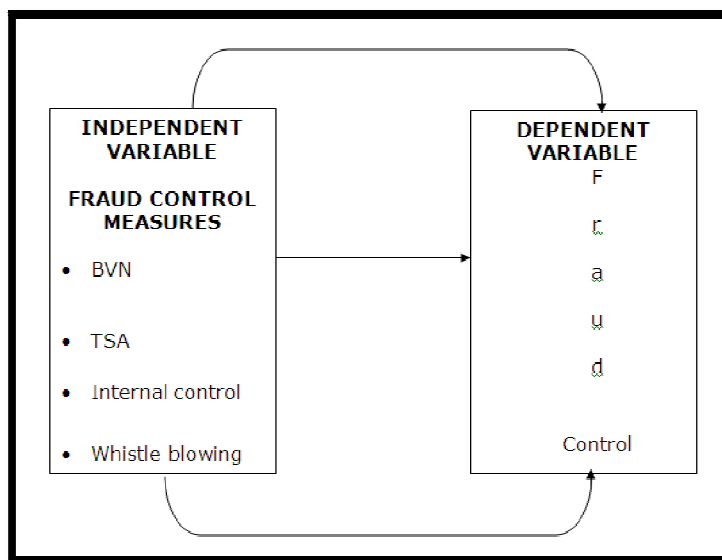 INDEPENDENT
VARIABLE
FRAUD CONTROL
MEASURES
• BVN
• TSA
• Internal control
• Whistle blowing
DEPENDENT
VARIABLE
F
r
a
u
d
Control